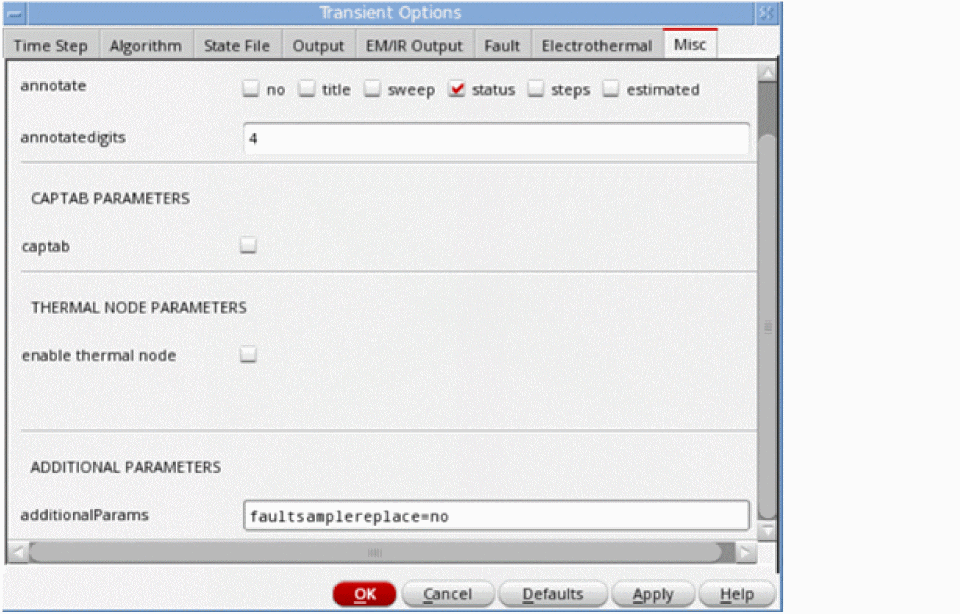 Transient Options
Time Step Algorithm State File Output EM/IR Output Fault Electrothermal Misc
annotate no title sweep status steps estimated
annotatedigits 4
CAPTAB PARAMETERS
captab
THERMAL NODE PARAMETERS
enable thermal node
ADDITIONAL PARAMETERS
additionalParams faultsamplereplace=no
OK Cancel Defaults Apply Help